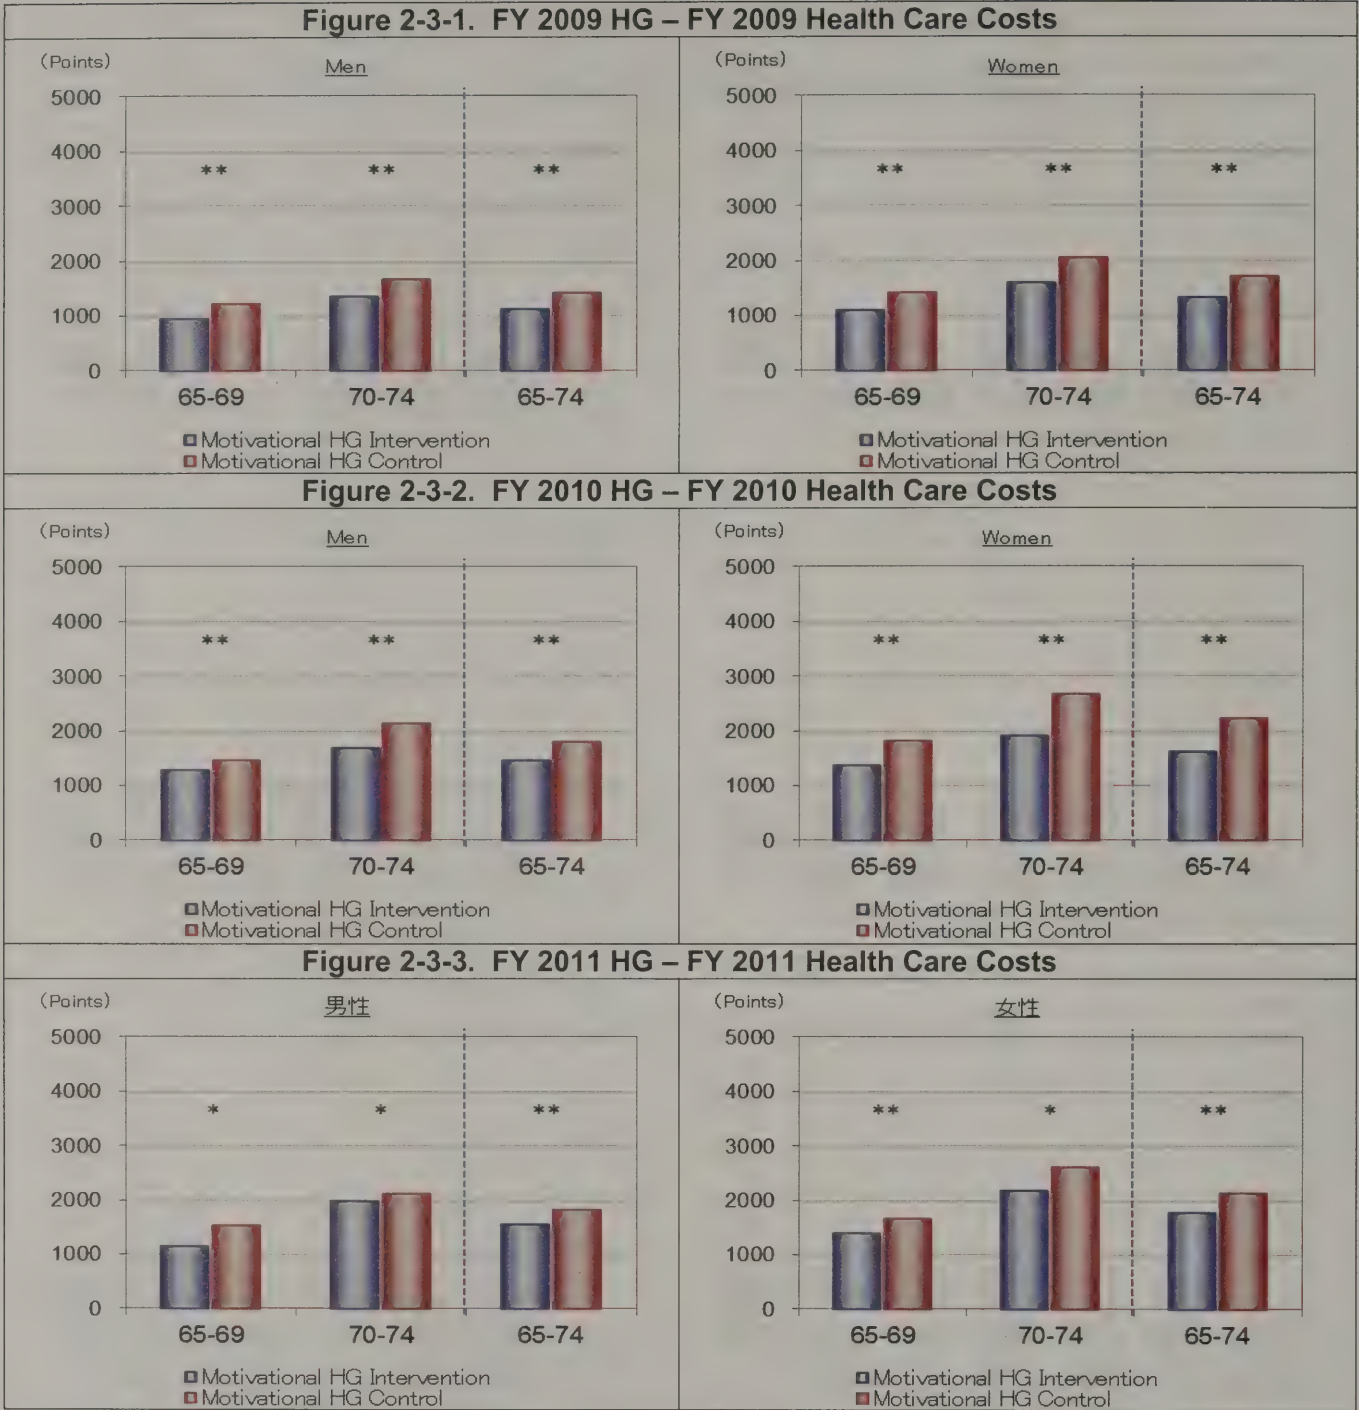 Figure 2-3-1. FY 2009 HG – FY 2009 Health Care Costs
(Points)
Men
5000
4000
** ** **
3000
2000
1000
0
65-69 70-74 65-74
Motivational HG Intervention
Motivational HG Control
(Points)
Women
5000
4000
** ** **
3000
2000
1000
0
65-69 70-74 65-74
Motivational HG Intervention
Motivational HG Control
Figure 2-3-2. FY 2010 HG – FY 2010 Health Care Costs
(Points)
Men
5000
4000
** ** **
3000
2000
1000
0
65-69 70-74 65-74
Motivational HG Intervention
Motivational HG Control
(Points)
Women
5000
4000
** ** **
3000
2000
1000
0
65-69 70-74 65-74
Motivational HG Intervention
Motivational HG Control
Figure 2-3-3. FY 2011 HG – FY 2011 Health Care Costs
(Points)
男性
5000
4000
* * **
3000
2000
1000
0
65-69 70-74 65-74
Motivational HG Intervention
Motivational HG Control
(Points)
女性
5000
4000
** * **
3000
2000
1000
0
65-69 70-74 65-74
Motivational HG Intervention
Motivational HG Control